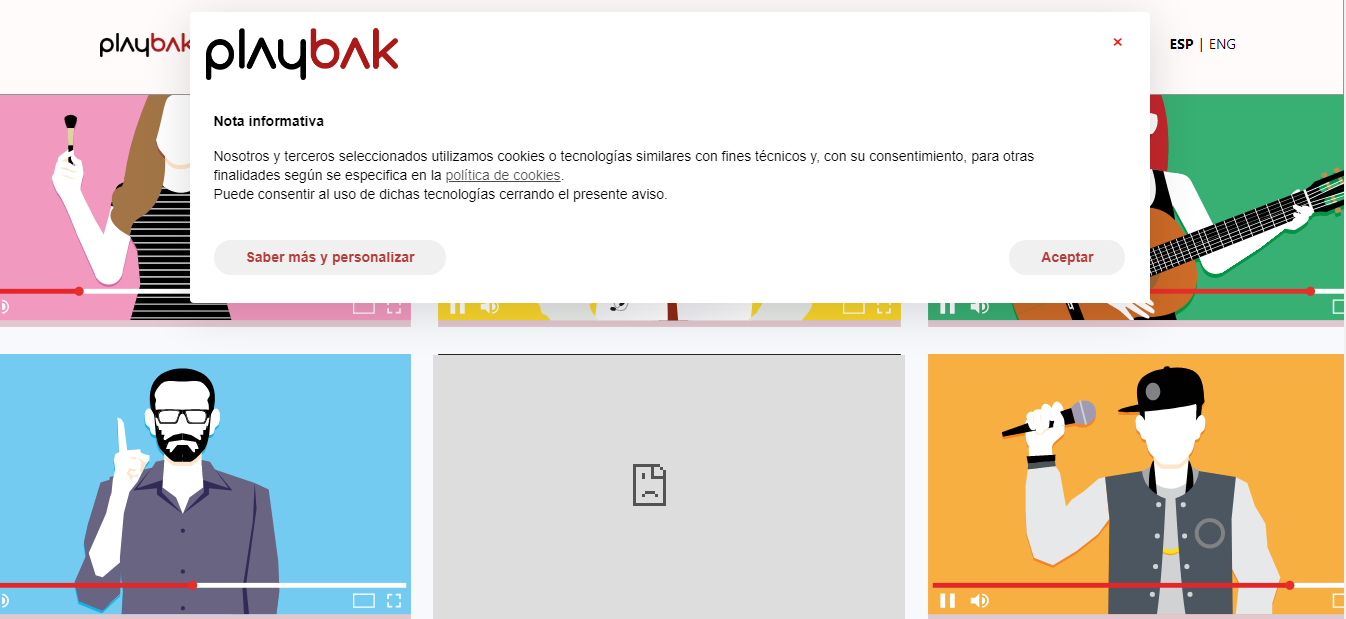 playbak
playbak
×
ESP | ENG
Nota informativa
Nosotros y terceros seleccionados utilizamos cookies o tecnologías similares con fines técnicos y, con su consentimiento, para otras
finalidades según se especifica en la política de cookies.
Puede consentir al uso de dichas tecnologías cerrando el presente aviso.
Saber más y personalizar
Aceptar